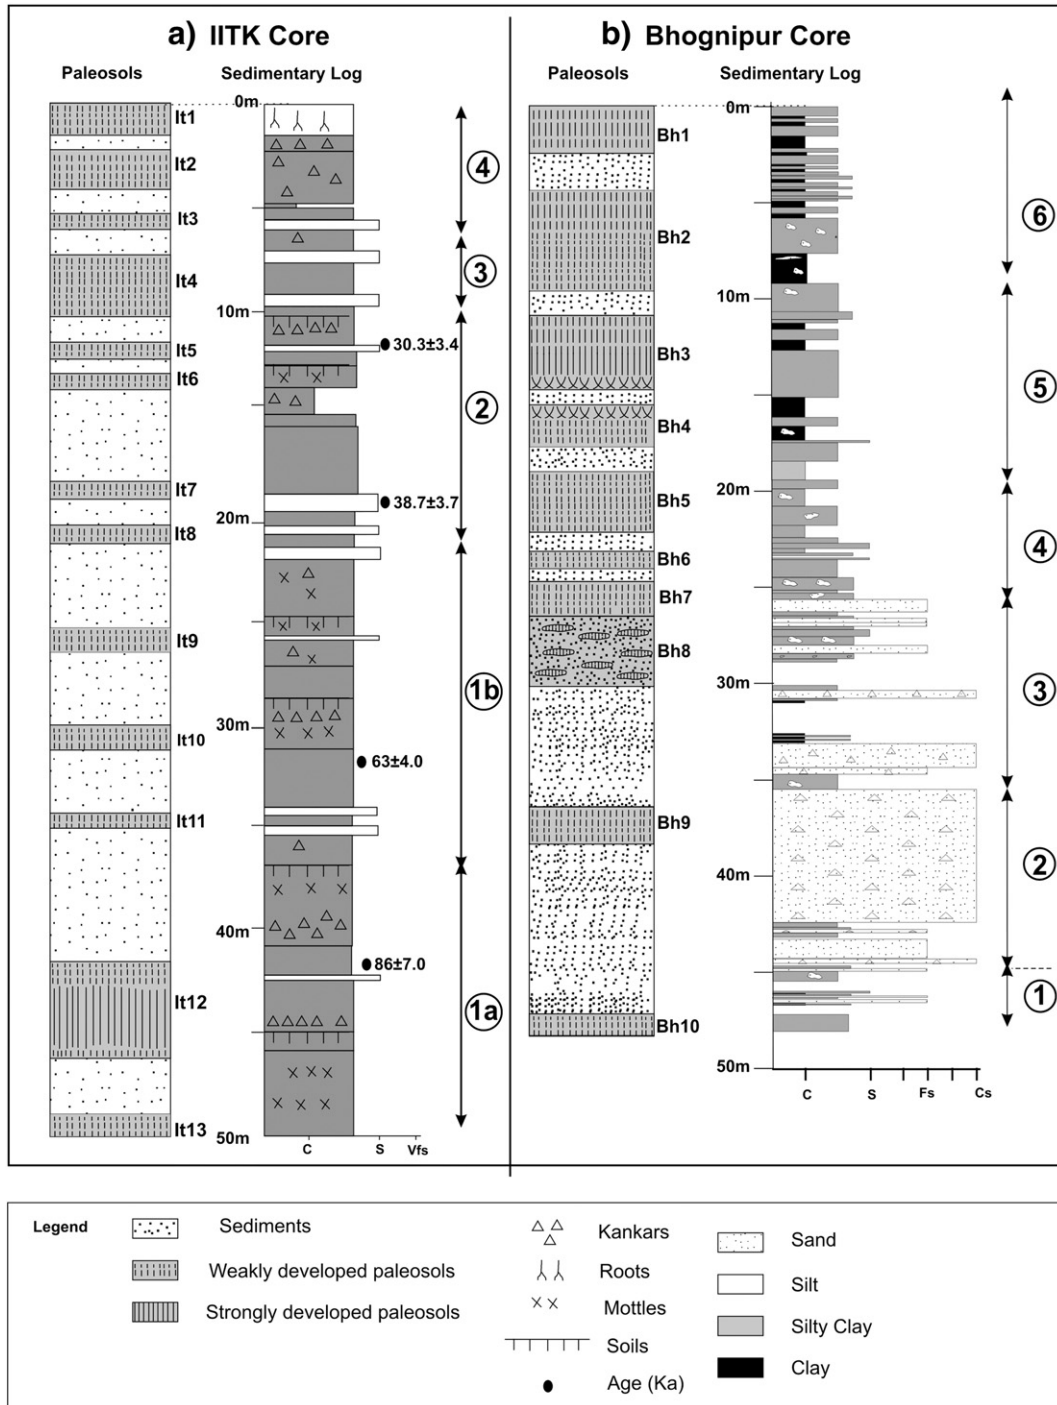 a) IITK Core
Paleosols
Sedimentary Log
0m
10m
20m
30m
40m
50m
It1
It2
It3
It4
It5
It6
It7
It8
It9
It10
It11
It12
It13
30.3±3.4
38.7±3.7
63±4.0
86±7.0
4
3
2
1b
1a
C S Vfs
b) Bhognipur Core
Paleosols
Sedimentary Log
Bh1
Bh2
Bh3
Bh4
Bh5
Bh6
Bh7
Bh8
Bh9
Bh10
0m
10m
20m
30m
40m
50m
6
5
4
3
2
1
C S Fs Cs
Legend
Sediments
Weakly developed paleosols
Strongly developed paleosols
Kankars
Roots
Mottles
Soils
Age (Ka)
Sand
Silt
Silty Clay
Clay